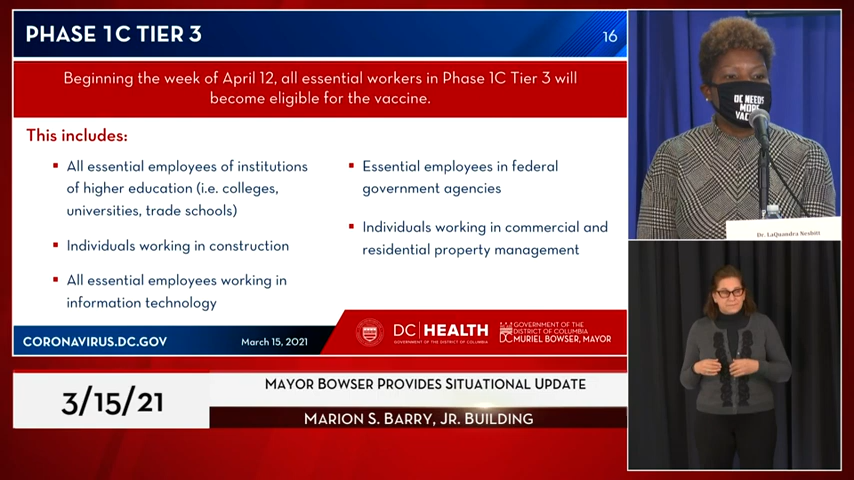 PHASE 1C TIER 3
16
Beginning the week of April 12, all essential workers in Phase 1C Tier 3 will
become eligible for the vaccine.
This includes:
All essential employees of institutions
of higher education (i.e. colleges,
universities, trade schools)
Individuals working in construction
All essential employees working in
information technology
Essential employees in federal
government agencies
Individuals working in commercial and
residential property management
CORONAVIRUS.DC.GOV
March 15, 2021
DC HEALTH
GOVERNMENT OF THE DISTRICT OF COLUMBIA
GOVERNMENT OF THE
DISTRICT OF COLUMBIA
DC MURIEL BOWSER, MAYOR
DC NEEDS
MORE
Dr. LaQuandra Nesbitt
3/15/21
MAYOR BOWSER PROVIDES SITUATIONAL UPDATE
MARION S. BARRY, JR. BUILDING